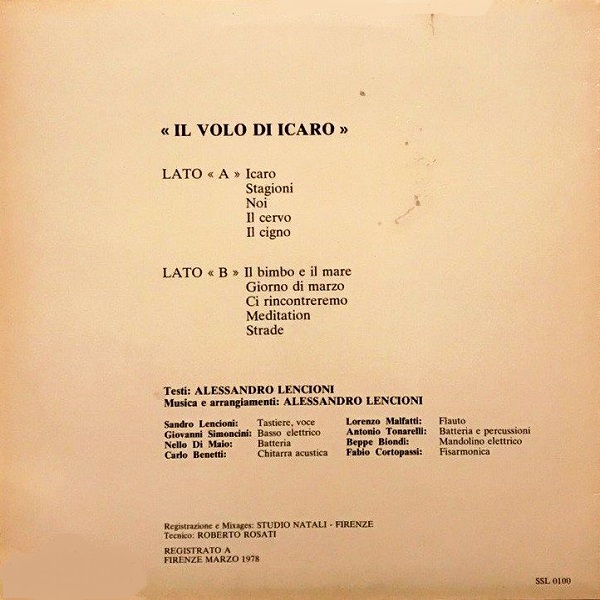 « IL VOLO DI ICARO »
LATO « A » Icaro
Stagioni
Noi
Il cervo
Il cigno
LATO « B » Il bimbo e il mare
Giorno di marzo
Ci rincontreremo
Meditation
Strade
Testi: ALESSANDRO LENCIONI
Musica e arrangiamenti: ALESSANDRO LENCIONI
Sandro Lencioni: Tastiere, voce
Giovanni Simoncini: Basso elettrico
Nello Di Maio: Batteria
Carlo Benetti: Chitarra acustica
Lorenzo Malfatti: Flauto
Antonio Tonarelli: Batteria e percussioni
Beppe Biondi: Mandolino elettrico
Fabio Cortopassi: Fisarmonica
Registrazione e Mixages: STUDIO NATALI - FIRENZE
Tecnico: ROBERTO ROSATI
REGISTRATO A
FIRENZE MARZO 1978
SSL 0100